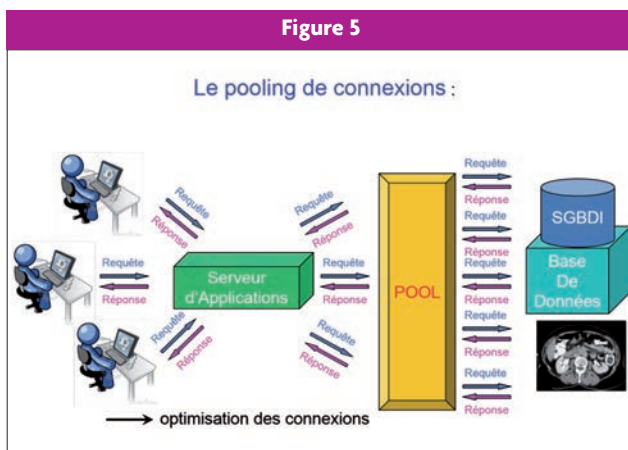 Figure 5
Le pooling de connexions :
Requête
Réponse
Requête
Réponse
Requête
Réponse
Serveur
d'Applications
Requête
Réponse
Requête
Réponse
Requête
Réponse
POOL
Requête
Réponse
Requête
Réponse
Requête
Réponse
Requête
Réponse
Requête
Réponse
SGBDI
Base
De
Données
optimisation des connexions